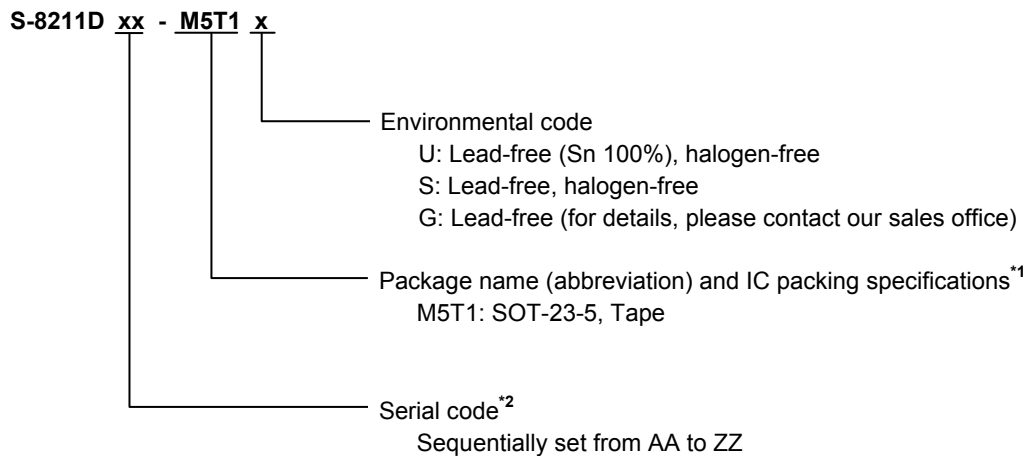 S-8211D xx - M5T1 x
Environmental code
U: Lead-free (Sn 100%), halogen-free
S: Lead-free, halogen-free
G: Lead-free (for details, please contact our sales office)
Package name (abbreviation) and IC packing specifications*1
M5T1: SOT-23-5, Tape
Serial code*2
Sequentially set from AA to ZZ